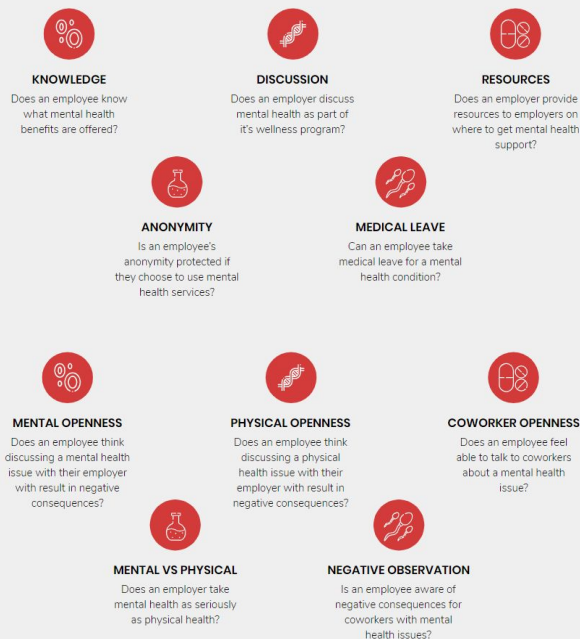 KNOWLEDGE
Does an employee know
what mental health
benefits are offered?
DISCUSSION
Does an employer discuss
mental health as part of
it's wellness program?
RESOURCES
Does an employer provide
resources to employers on
where to get mental health
support?
ANONYMITY
Is an employee's
anonymity protected if
they choose to use mental
health services?
MEDICAL LEAVE
Can an employee take
medical leave for a mental
health condition?
MENTAL OPENNESS
Does an employee think
discussing a mental health
issue with their employer
with result in negative
consequences?
PHYSICAL OPENNESS
Does an employee think
discussing a physical
health issue with their
employer with result in
negative consequences?
COWORKER OPENNESS
Does an employee feel
able to talk to coworkers
about a mental health
issue?
MENTAL VS PHYSICAL
Does an employer take
mental health as seriously
as physical health?
NEGATIVE OBSERVATION
Is an employee aware of
negative consequences for
coworkers with mental
health issues?